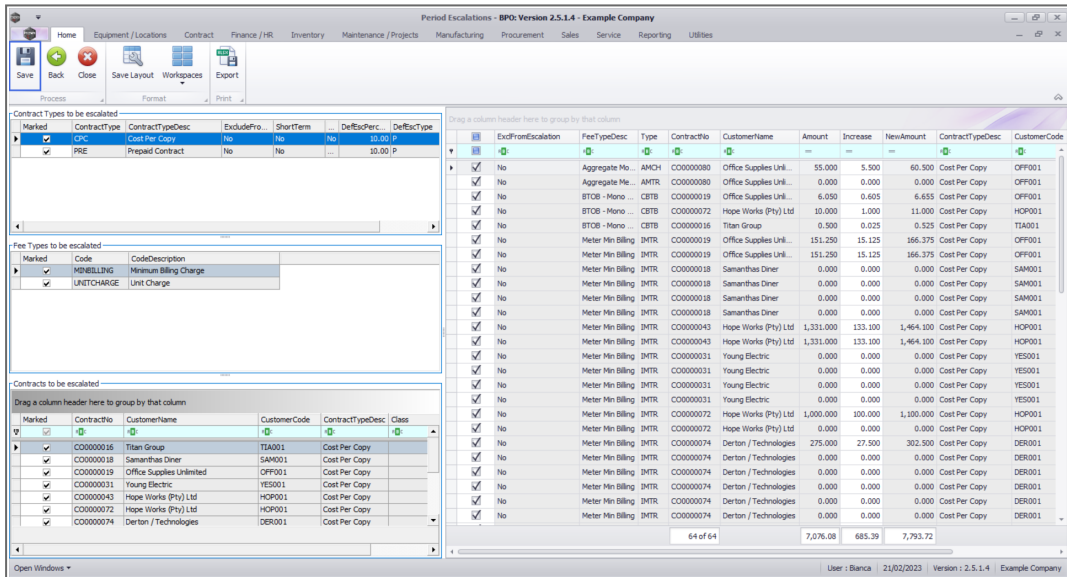 Period Escalations - BPO: Version 2.5.1.4 - Example Company
Home Equipment / Locations Contract Finance / HR Inventory Maintenance / Projects Manufacturing Procurement Sales Service Reporting Utilities
Save Back Close Save Layout Workspaces Export
Process Format Print
Contract Types to be escalated
Marked ContractType ContractTypeDesc ExcludeFro... ShortTerm ... DefEscPerc... DefEscType
CPC Cost Per Copy No No No 10.00 P
PRE Prepaid Contract No No ... 10.00 P
Fee Types to be escalated
Marked Code CodeDescription
MINBILLING Minimum Billing Charge
UNITCHARGE Unit Charge
Contracts to be escalated
Drag a column header here to group by that column
Marked ContractNo CustomerName CustomerCode ContractTypeDesc Class
CO0000016 Titan Group TIA001 Cost Per Copy
CO0000018 Samanthas Diner SAM001 Cost Per Copy
CO0000019 Office Supplies Unlimited OFF001 Cost Per Copy
CO0000031 Young Electric YES001 Cost Per Copy
CO0000043 Hope Works (Pty) Ltd HOP001 Cost Per Copy
CO0000072 Hope Works (Pty) Ltd HOP001 Cost Per Copy
CO0000074 Derton / Technologies DER001 Cost Per Copy
Drag a column header here to group by that column
ExclFromEscalation FeeTypeDesc Type ContractNo CustomerName Amount Increase NewAmount ContractTypeDesc CustomerCode
No Aggregate Mo... AMCH CO0000080 Office Supplies Unli... 55.000 5.500 60.500 Cost Per Copy OFF001
No Aggregate Me... AMTR CO0000080 Office Supplies Unli... 0.000 0.000 0.000 Cost Per Copy OFF001
No BTOB - Mono ... CBTB CO0000019 Office Supplies Unli... 6.050 0.605 6.655 Cost Per Copy OFF001
No BTOB - Mono ... CBTB CO0000072 Hope Works (Pty) Ltd 10.000 1.000 11.000 Cost Per Copy HOP001
No BTOB - Mono ... CBTB CO0000016 Titan Group 0.500 0.025 0.525 Cost Per Copy TIA001
No Meter Min Billing IMTR CO0000019 Office Supplies Unli... 151.250 15.125 166.375 Cost Per Copy OFF001
No Meter Min Billing IMTR CO0000019 Office Supplies Unli... 151.250 15.125 166.375 Cost Per Copy OFF001
No Meter Min Billing IMTR CO0000018 Samanthas Diner 0.000 0.000 0.000 Cost Per Copy SAM001
No Meter Min Billing IMTR CO0000018 Samanthas Diner 0.000 0.000 0.000 Cost Per Copy SAM001
No Meter Min Billing IMTR CO0000018 Samanthas Diner 0.000 0.000 0.000 Cost Per Copy SAM001
No Meter Min Billing IMTR CO0000018 Samanthas Diner 0.000 0.000 0.000 Cost Per Copy SAM001
No Meter Min Billing IMTR CO0000043 Hope Works (Pty) Ltd 1,331.000 133.100 1,464.100 Cost Per Copy HOP001
No Meter Min Billing IMTR CO0000043 Hope Works (Pty) Ltd 1,331.000 133.100 1,464.100 Cost Per Copy HOP001
No Meter Min Billing IMTR CO0000031 Young Electric 0.000 0.000 0.000 Cost Per Copy YES001
No Meter Min Billing IMTR CO0000031 Young Electric 0.000 0.000 0.000 Cost Per Copy YES001
No Meter Min Billing IMTR CO0000031 Young Electric 0.000 0.000 0.000 Cost Per Copy YES001
No Meter Min Billing IMTR CO0000031 Young Electric 0.000 0.000 0.000 Cost Per Copy YES001
No Meter Min Billing IMTR CO0000072 Hope Works (Pty) Ltd 1,000.000 100.000 1,100.000 Cost Per Copy HOP001
No Meter Min Billing IMTR CO0000072 Hope Works (Pty) Ltd 0.000 0.000 0.000 Cost Per Copy HOP001
No Meter Min Billing IMTR CO0000074 Derton / Technologies 275.000 27.500 302.500 Cost Per Copy DER001
No Meter Min Billing IMTR CO0000074 Derton / Technologies 0.000 0.000 0.000 Cost Per Copy DER001
No Meter Min Billing IMTR CO0000074 Derton / Technologies 0.000 0.000 0.000 Cost Per Copy DER001
No Meter Min Billing IMTR CO0000074 Derton / Technologies 0.000 0.000 0.000 Cost Per Copy DER001
No Meter Min Billing IMTR CO0000074 Derton / Technologies 0.000 0.000 0.000 Cost Per Copy DER001
64 of 64 7,076.08 685.39 7,793.72
Open Windows User : Bianca 21/02/2023 Version : 2.5.1.4 Example Company